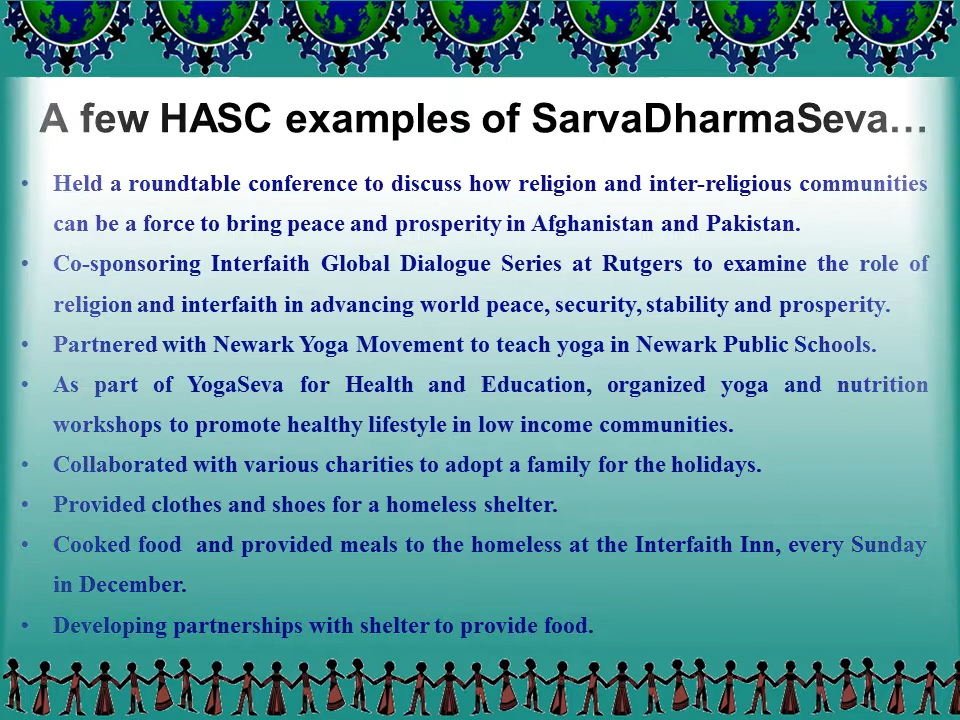 A few HASC examples of SarvaDharmaSeva…
• Held a roundtable conference to discuss how religion and inter-religious communities
can be a force to bring peace and prosperity in Afghanistan and Pakistan.
• Co-sponsoring Interfaith Global Dialogue Series at Rutgers to examine the role of
religion and interfaith in advancing world peace, security, stability and prosperity.
• Partnered with Newark Yoga Movement to teach yoga in Newark Public Schools.
• As part of YogaSeva for Health and Education, organized yoga and nutrition
workshops to promote healthy lifestyle in low income communities.
• Collaborated with various charities to adopt a family for the holidays.
• Provided clothes and shoes for a homeless shelter.
• Cooked food and provided meals to the homeless at the Interfaith Inn, every Sunday
in December.
• Developing partnerships with shelter to provide food.